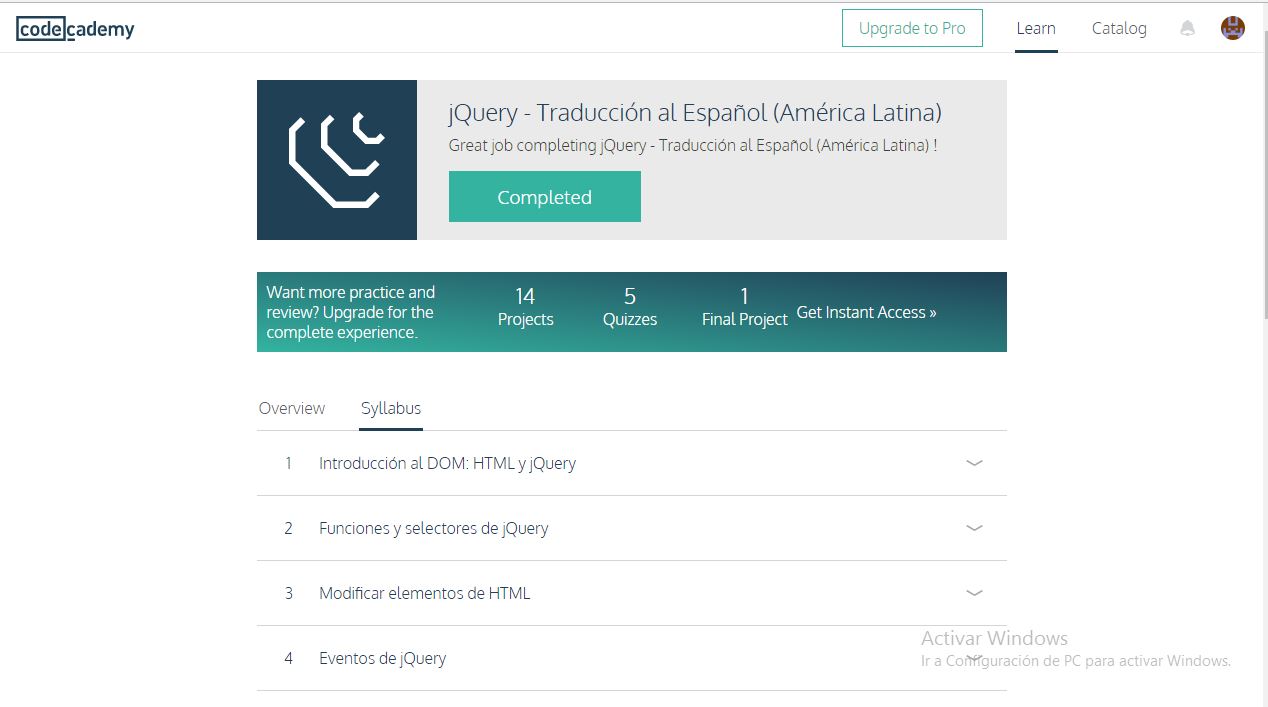 codecademy
Upgrade to Pro
Learn
Catalog
jQuery - Traducción al Español (América Latina)
Great job completing jQuery - Traducción al Español (América Latina) !
Completed
Want more practice and
review? Upgrade for the
complete experience.
14
Projects
5
Quizzes
1
Final Project
Get Instant Access »
Overview
Syllabus
1 Introducción al DOM: HTML y jQuery
2 Funciones y selectores de jQuery
3 Modificar elementos de HTML
4 Eventos de jQuery
Activar Windows
Ir a Configuración de PC para activar Windows.